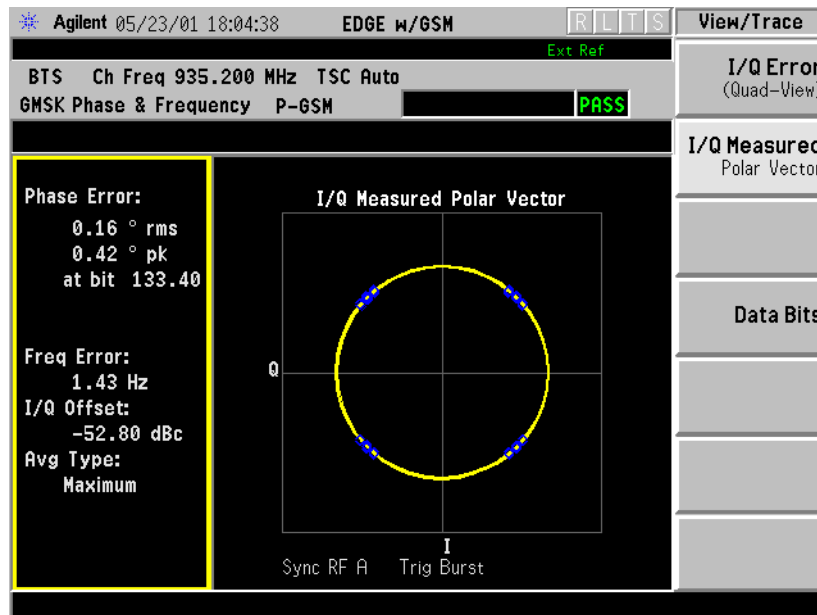 Agilent 05/23/01 18:04:38 EDGE w/GSM R L T S View/Trace
Ext Ref
BTS Ch Freq 935.200 MHz TSC Auto
GMSK Phase & Frequency P-GSM PASS
I/Q Error
(Quad-View)
I/Q Measured
Polar Vector
Data Bits
Phase Error:
0.16 ° rms
0.42 ° pk
at bit 133.40
Freq Error:
1.43 Hz
I/Q Offset:
-52.80 dBc
Avg Type:
Maximum
I/Q Measured Polar Vector
Q
I
Sync RF A Trig Burst